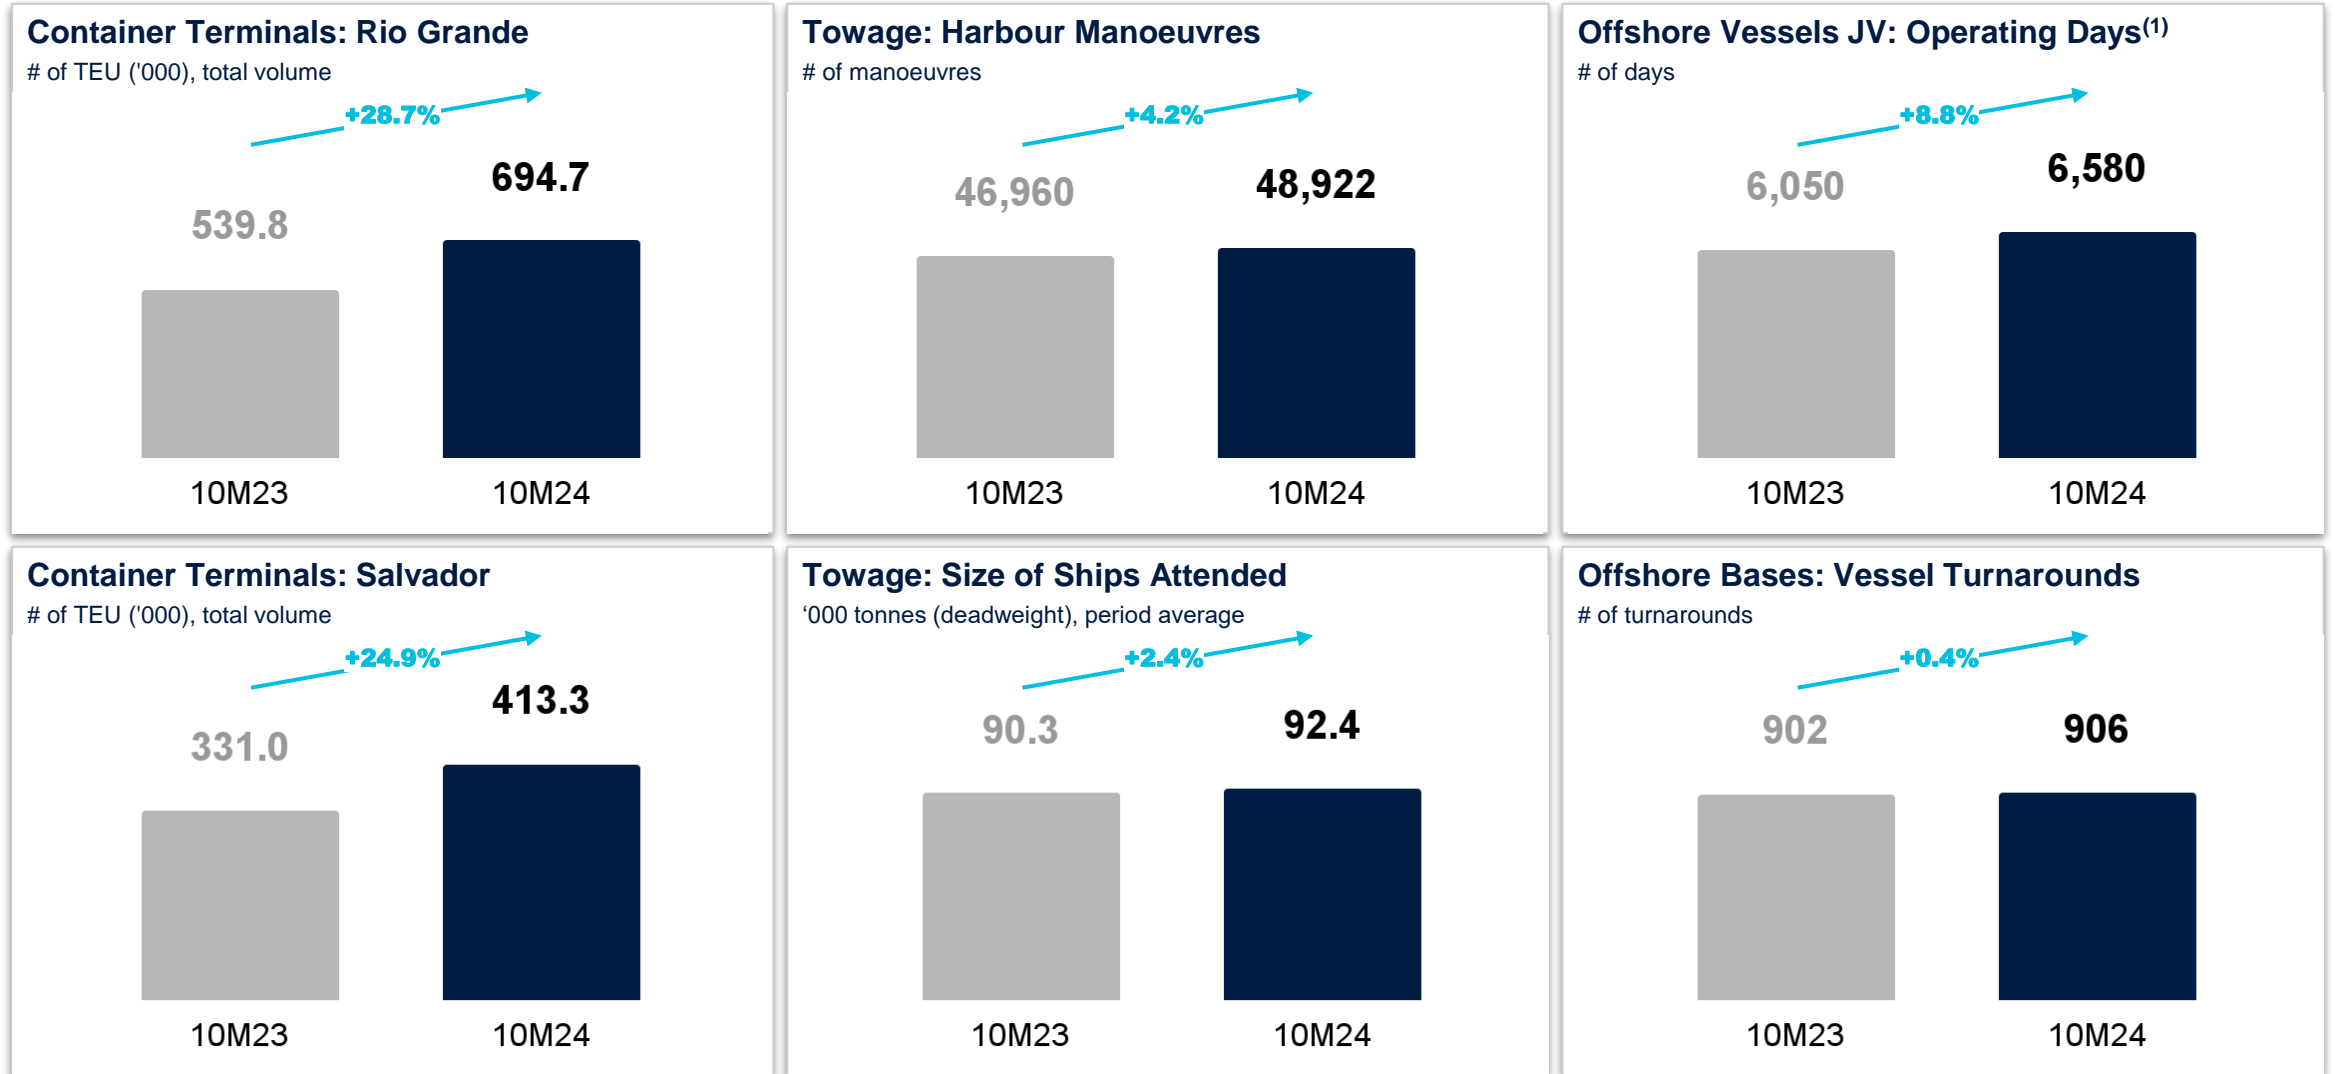 Container Terminals: Rio Grande
# of TEU ('000), total volume
+28.7%
539.8
694.7
10M23
10M24
Towage: Harbour Manoeuvres
# of manoeuvres
+4.2%
46,960
48,922
10M23
10M24
Offshore Vessels JV: Operating Days(1)
# of days
+8.8%
6,050
6,580
10M23
10M24
Container Terminals: Salvador
# of TEU ('000), total volume
+24.9%
331.0
413.3
10M23
10M24
Towage: Size of Ships Attended
‘000 tonnes (deadweight), period average
+2.4%
90.3
92.4
10M23
10M24
Offshore Bases: Vessel Turnarounds
# of turnarounds
+0.4%
902
906
10M23
10M24